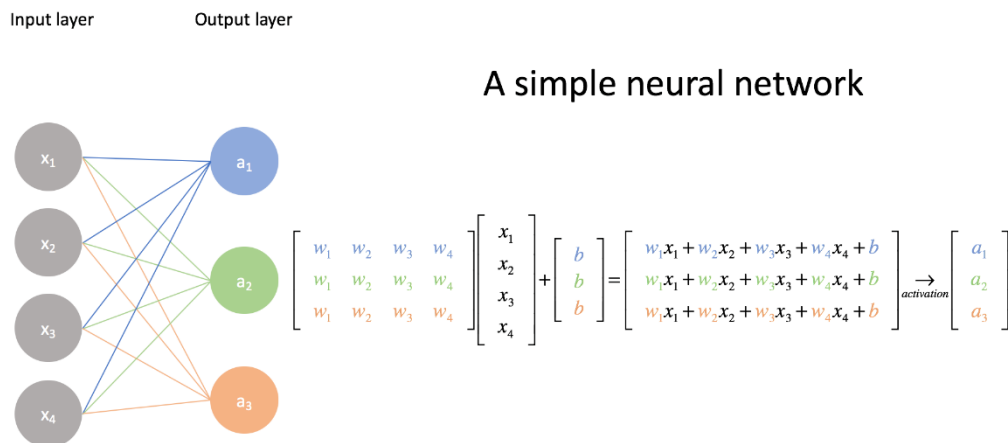 Input layer
Output layer
A simple neural network
x₁
x₂
x₃
x₄
a₁
a₂
a₃
w₁ w₂ w₃ w₄
w₁ w₂ w₃ w₄
w₁ w₂ w₃ w₄
x₁
x₂
x₃
x₄
+
b
b
b
=
w₁x₁ + w₂x₂ + w₃x₃ + w₄x₄ + b
w₁x₁ + w₂x₂ + w₃x₃ + w₄x₄ + b
w₁x₁ + w₂x₂ + w₃x₃ + w₄x₄ + b
→
activation
a₁
a₂
a₃